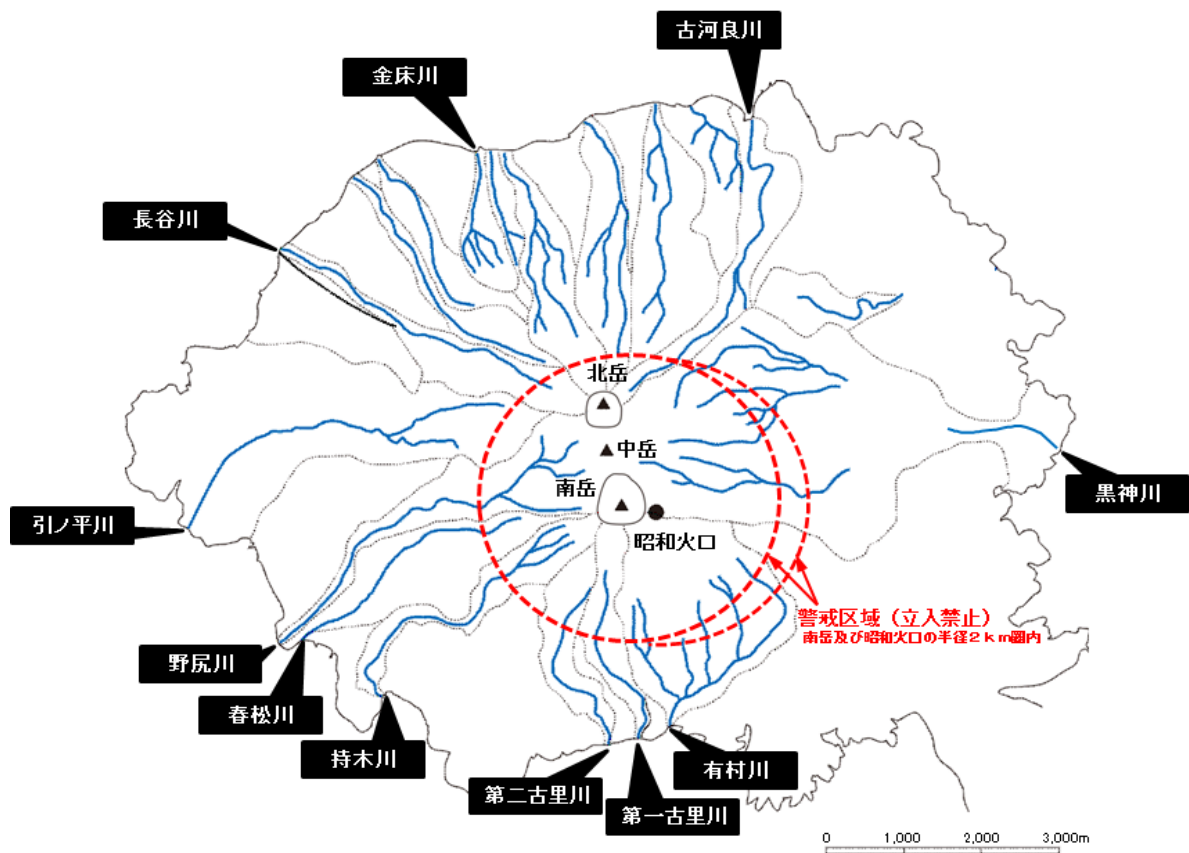 古河良川
金床川
長谷川
北岳
中岳
南岳
昭和火口
黒神川
引ノ平川
警戒区域（立入禁止）
南岳及び昭和火口の半径２ｋｍ圏内
野尻川
春松川
持木川
有村川
第二古里川
第一古里川
0 1,000 2,000 3,000m